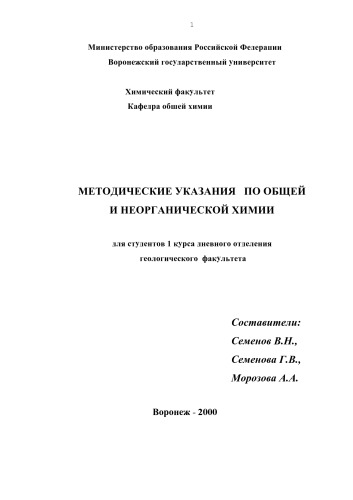 1
Министерство образования Российской Федерации
Воронежский государственный университет
Химический факультет
Кафедра общей химии
МЕТОДИЧЕСКИЕ УКАЗАНИЯ ПО ОБЩЕЙ
И НЕОРГАНИЧЕСКОЙ ХИМИИ
для студентов 1 курса дневного отделения
геологического факультета
Составители:
Семенов В.Н.,
Семенова Г.В.,
Морозова А.А.
Воронеж - 2000